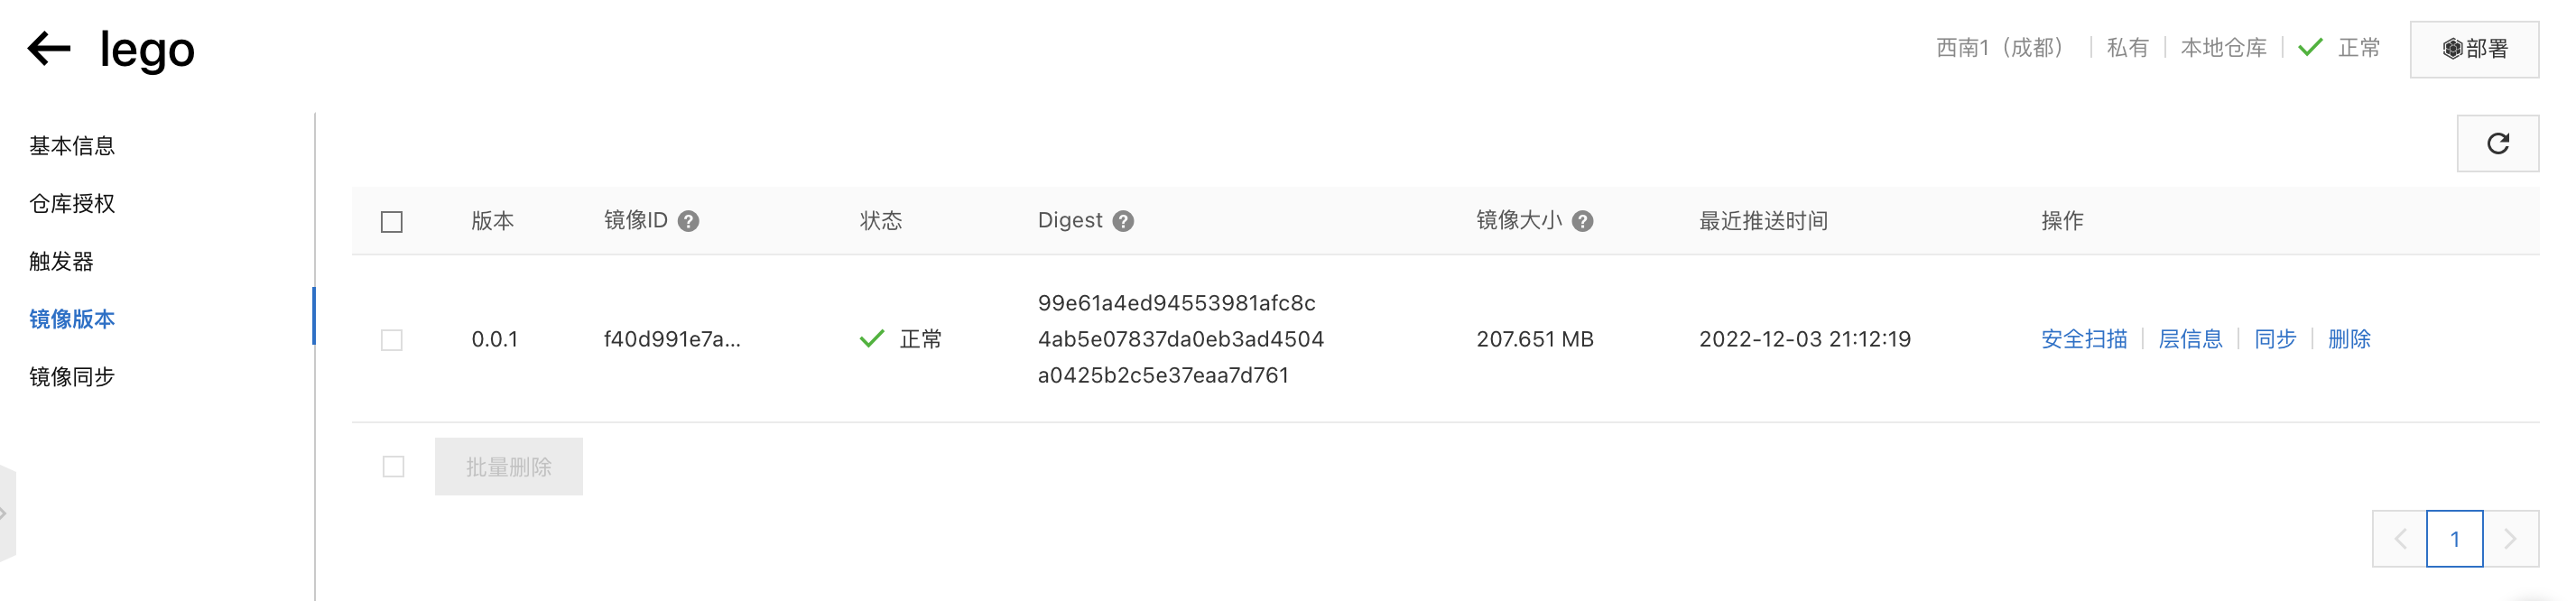 lego
西南1（成都） 私有 本地仓库 正常 部署
基本信息
仓库授权
触发器
镜像版本
镜像同步
版本 镜像ID 状态 Digest 镜像大小 最近推送时间 操作
0.0.1 f40d991e7a... 正常 99e61a4ed94553981afc8c
4ab5e07837da0eb3ad4504
a0425b2c5e37eaa7d761
207.651 MB 2022-12-03 21:12:19 安全扫描 层信息 同步 删除
批量删除
1